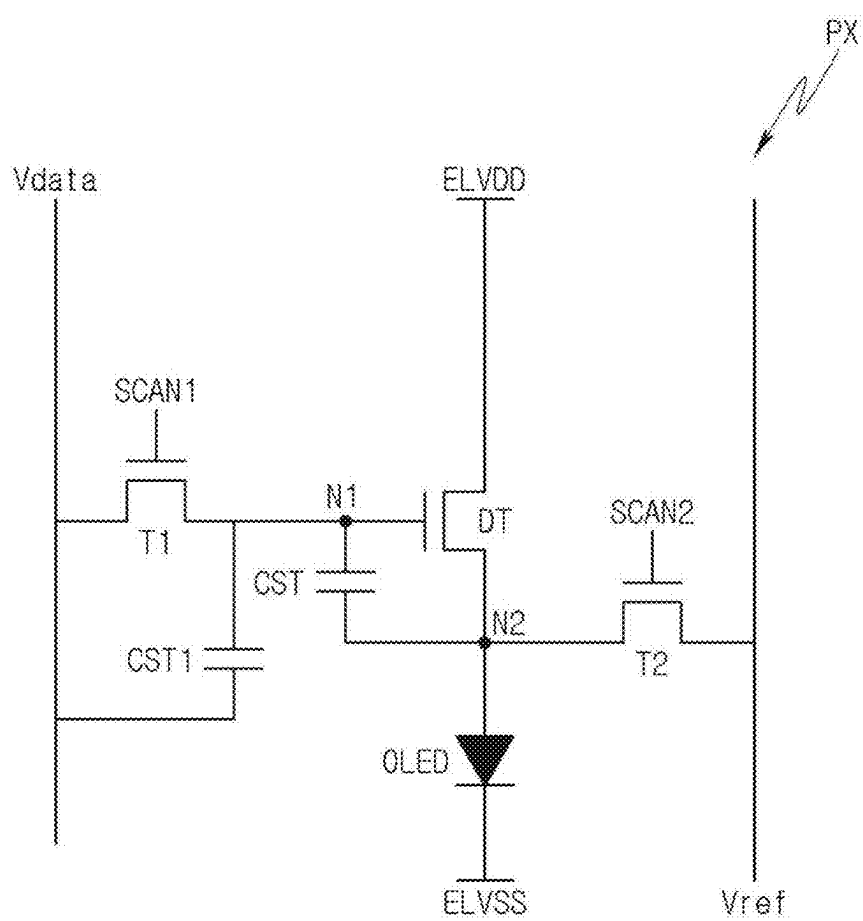 PX
Vdata
ELVDD
SCAN1
N1
DT
SCAN2
T1
CST
N2
CST1
T2
OLED
ELVSS
Vref